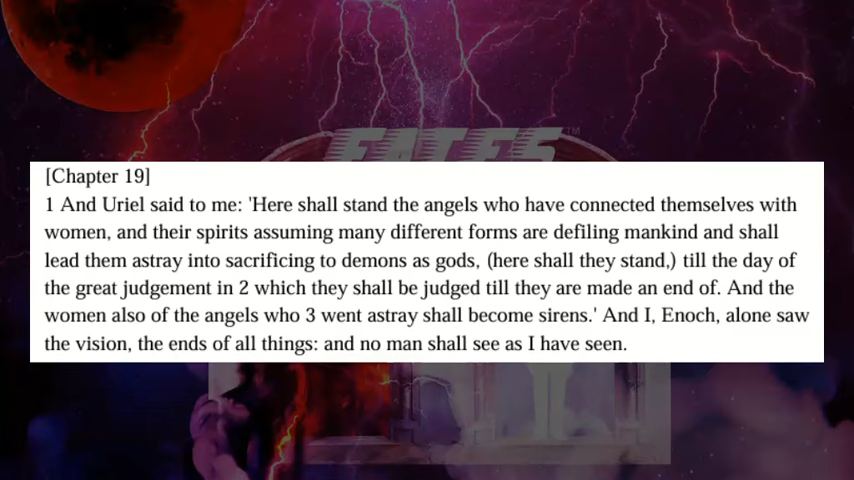 FATES™
[Chapter 19]
1 And Uriel said to me: 'Here shall stand the angels who have connected themselves with
women, and their spirits assuming many different forms are defiling mankind and shall
lead them astray into sacrificing to demons as gods, (here shall they stand,) till the day of
the great judgement in 2 which they shall be judged till they are made an end of. And the
women also of the angels who 3 went astray shall become sirens.' And I, Enoch, alone saw
the vision, the ends of all things: and no man shall see as I have seen.